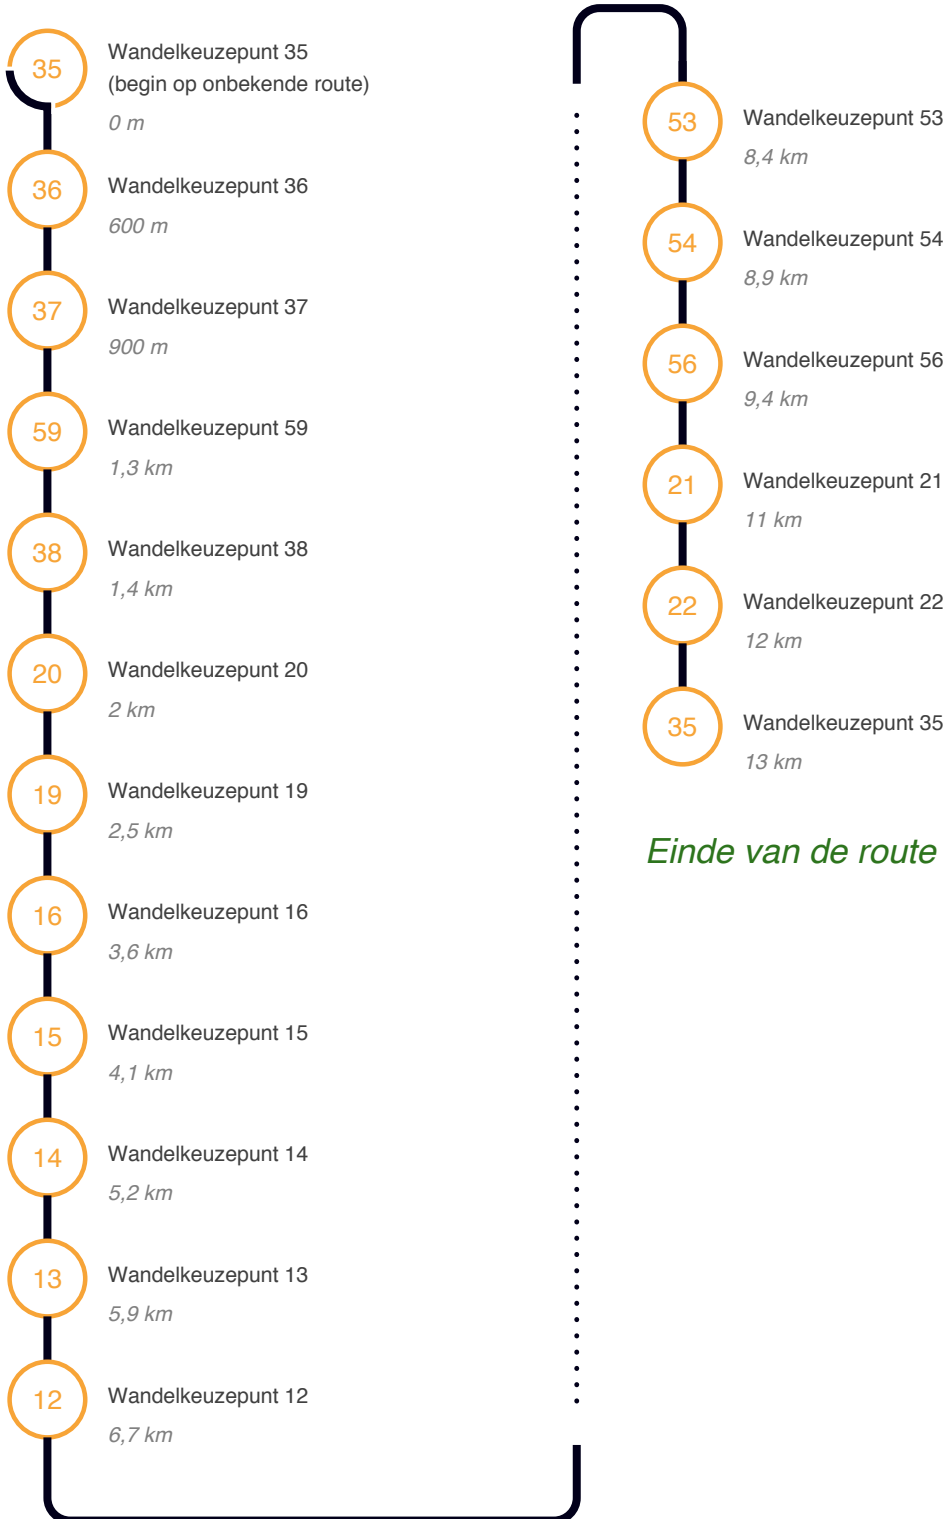 35
Wandelkeuzepunt 35
(begin op onbekende route)
0 m
36
Wandelkeuzepunt 36
600 m
37
Wandelkeuzepunt 37
900 m
59
Wandelkeuzepunt 59
1,3 km
38
Wandelkeuzepunt 38
1,4 km
20
Wandelkeuzepunt 20
2 km
19
Wandelkeuzepunt 19
2,5 km
16
Wandelkeuzepunt 16
3,6 km
15
Wandelkeuzepunt 15
4,1 km
14
Wandelkeuzepunt 14
5,2 km
13
Wandelkeuzepunt 13
5,9 km
12
Wandelkeuzepunt 12
6,7 km
53
Wandelkeuzepunt 53
8,4 km
54
Wandelkeuzepunt 54
8,9 km
56
Wandelkeuzepunt 56
9,4 km
21
Wandelkeuzepunt 21
11 km
22
Wandelkeuzepunt 22
12 km
35
Wandelkeuzepunt 35
13 km
Einde van de route